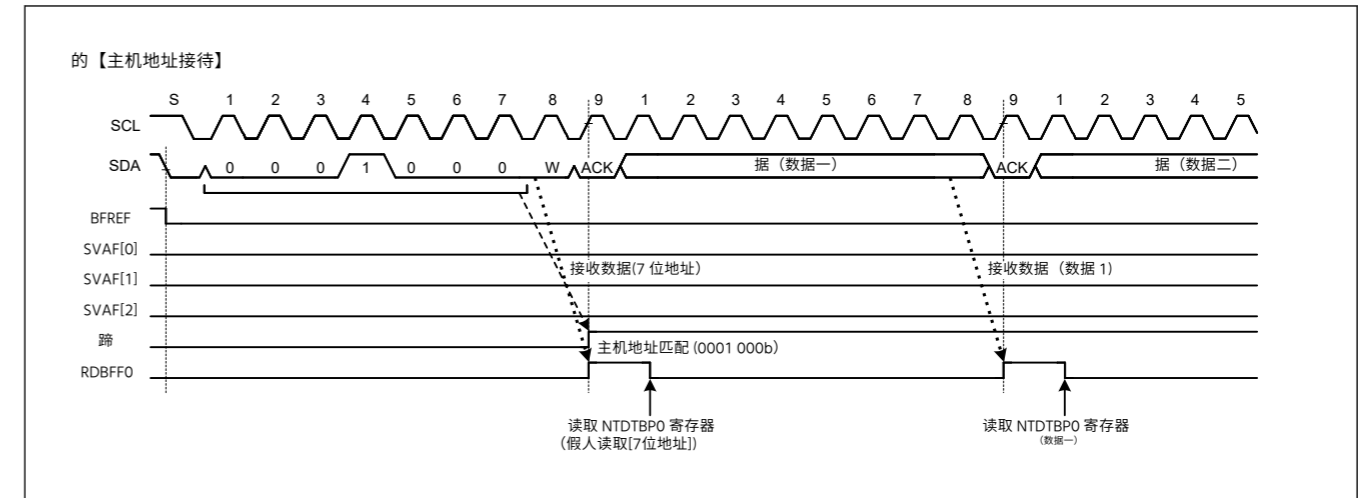 的【主机地址接待】
S 1 2 3 4 5 6 7 8 9 1 2 3 4 5 6 7 8 9 1 2 3 4 5
SCL
SDA 0 0 0 1 0 0 0 W ACK 据（数据一） ACK 据（数据二）
BFREF
SVAF[0]
接收数据(7 位地址） 接收数据（数据 1)
SVAF[1]
SVAF[2]
蹄
主机地址匹配 (0001 000b）
RDBFF0
读取 NTDTBP0 寄存器 读取 NTDTBP0 寄存器
（假人读取[7位地址]） （数据一）